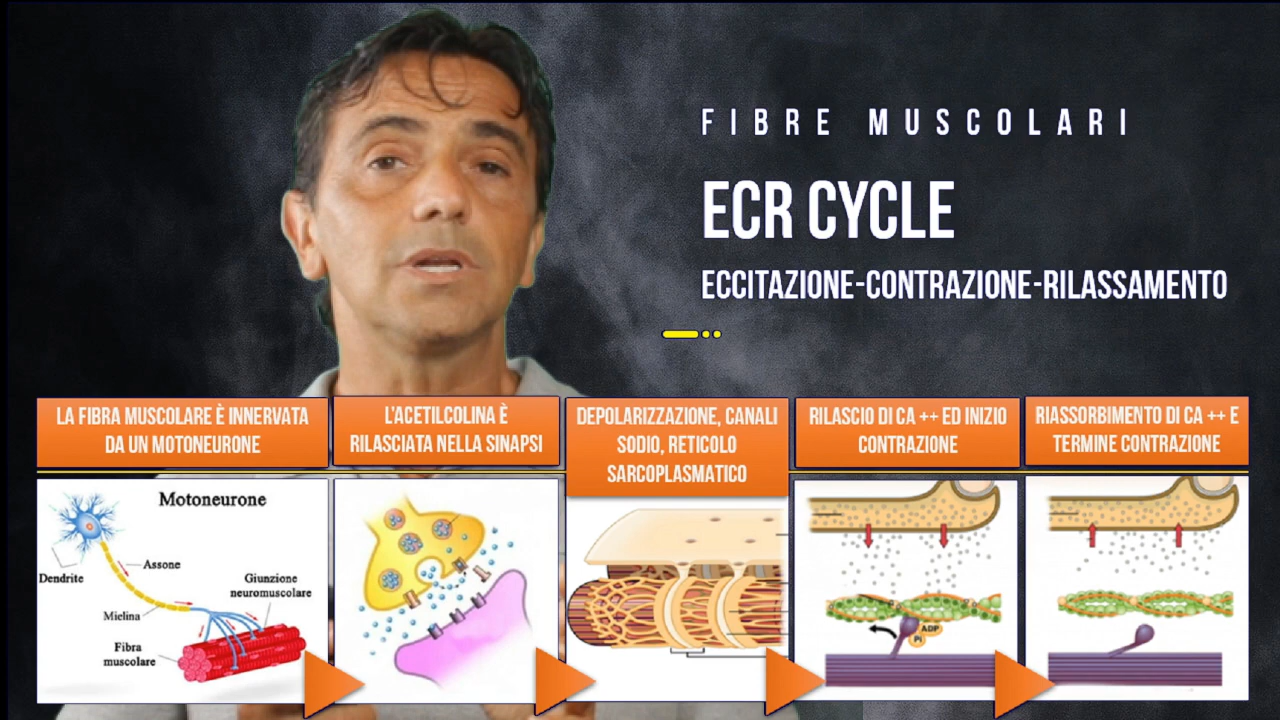 FIBRE MUSCOLARI
ECR CYCLE
ECCITAZIONE-CONTRAZIONE-RILASSAMENTO
LA FIBRA MUSCOLARE È INNERVATA
DA UN MOTONEURONE
L'ACETILCOLINA È
RILASCIATA NELLA SINAPSI
DEPOLARIZZAZIONE, CANALI
SODIO, RETICOLO
SARCOPLASMATICO
RILASCIO DI CA ++ ED INIZIO
CONTRAZIONE
RIASSORBIMENTO DI CA ++ E
TERMINE CONTRAZIONE
Motoneurone
Dendrite
Assone
Mielina
Giunzione
neuromuscolare
Fibra
muscolare
ADP
Pi